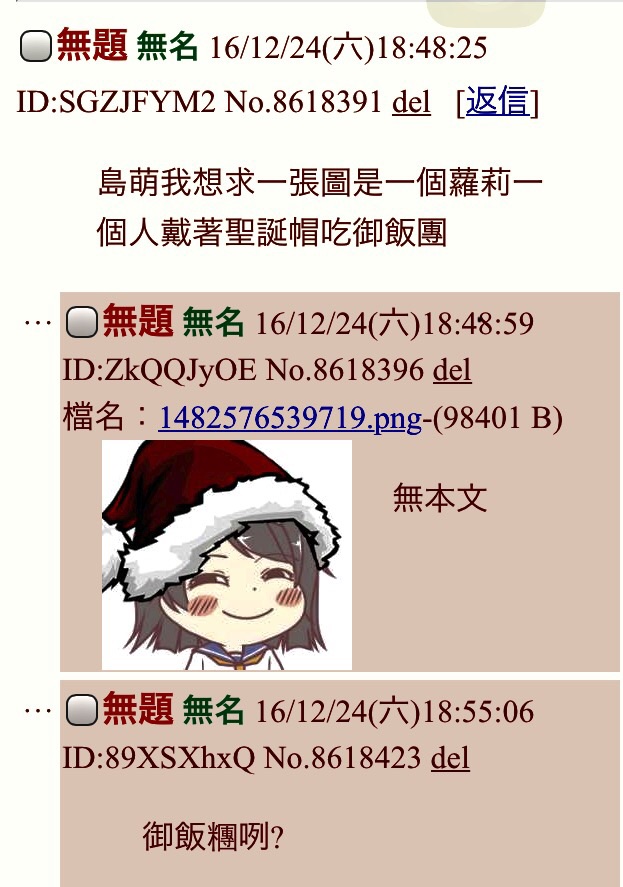 無題 無名 16/12/24(六)18:48:25
ID:SGZJFYM2 No.8618391 del [返信]
島萌我想求一張圖是一個蘿莉一
個人戴著聖誕帽吃御飯團
… 無題 無名 16/12/24(六)18:48:59
ID:ZkQQJyOE No.8618396 del
檔名：1482576539719.png-(98401 B)
無本文
… 無題 無名 16/12/24(六)18:55:06
ID:89XSXhxQ No.8618423 del
御飯糰咧?